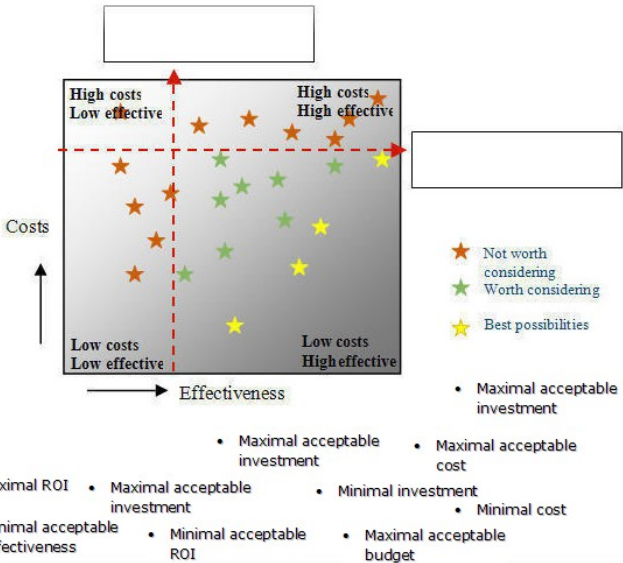 High costs
Low effective
High costs
High effective
Costs
Not worth
considering
Worth considering
Best possibilities
Low costs
Low effective
Low costs
High effective
Effectiveness
• Maximal acceptable
investment
• Maximal acceptable
investment
• Maximal acceptable
cost
ROI
• Maximal acceptable
investment
• Minimal investment
• Minimal cost
acceptable
• Minimal acceptable
ROI
• Maximal acceptable
budget